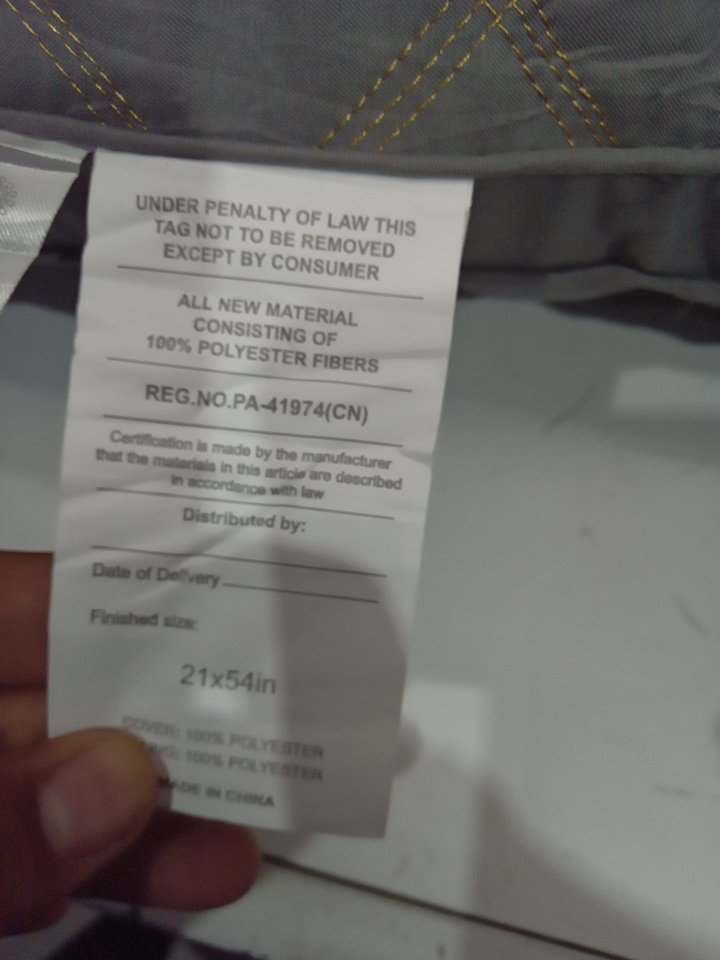 UNDER PENALTY OF LAW THIS
TAG NOT TO BE REMOVED
EXCEPT BY CONSUMER
ALL NEW MATERIAL
CONSISTING OF
100% POLYESTER FIBERS
REG.NO.PA-41974(CN)
Certification is made by the manufacturer
that the materials in this article are described
in accordance with law
Distributed by:
Date of Delivery
Finished size:
21x54in
COVER: 100% POLYESTER
100% POLYESTER
MADE IN CHINA